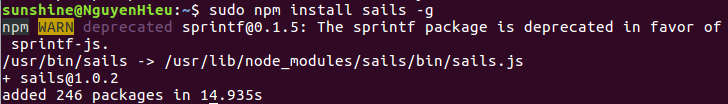 sunshine@NguyenHieu:~$ sudo npm install sails -g
npm WARN deprecated sprintf@0.1.5: The sprintf package is deprecated in favor of
 sprintf-js.
/usr/bin/sails -> /usr/lib/node_modules/sails/bin/sails.js
+ sails@1.0.2
added 246 packages in 14.935s